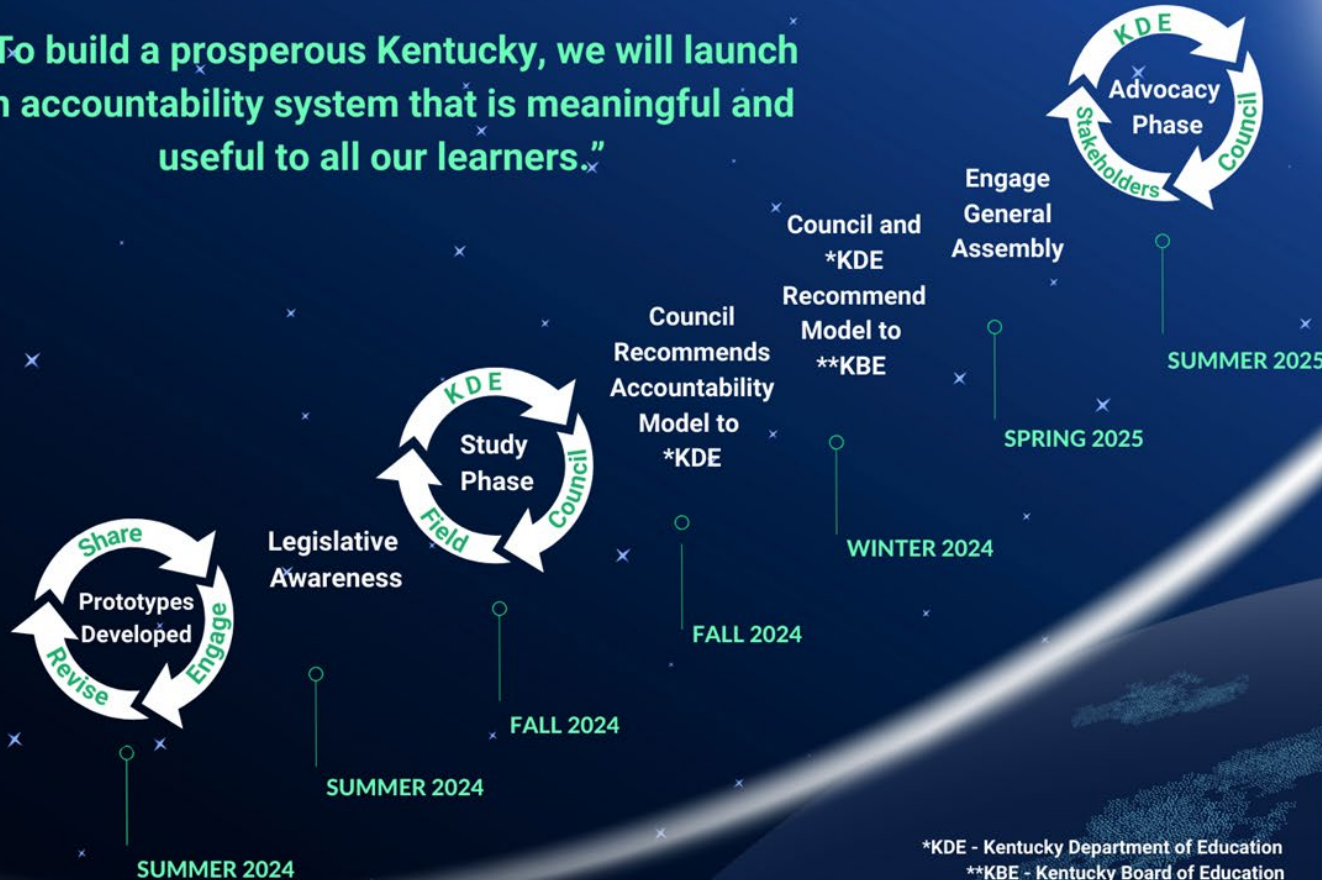 To build a prosperous Kentucky, we will launch
accountability system that is meaningful and
useful to all our learners.”
Share
Prototypes
Developed
Engage
Revise
SUMMER 2024
Legislative
Awareness
SUMMER 2024
KDE
Study
Phase
Council
Field
FALL 2024
Council
Recommends
Accountability
Model to
*KDE
FALL 2024
Council and
*KDE
Recommend
Model to
**KBE
WINTER 2024
Engage
General
Assembly
SPRING 2025
KDE
Advocacy
Phase
Council
Stakeholders
SUMMER 2025
*KDE - Kentucky Department of Education
**KBE - Kentucky Board of Education